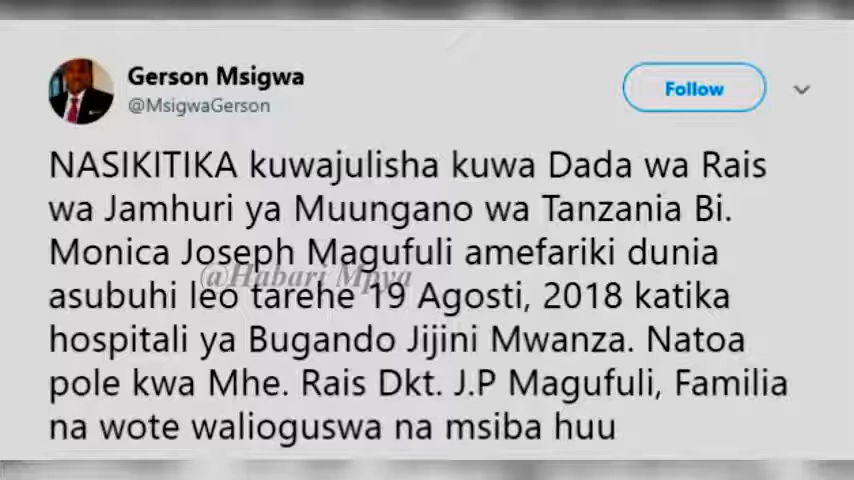 Gerson Msigwa
@MsigwaGerson
Follow
NASIKITIKA kuwajulisha kuwa Dada wa Rais
wa Jamhuri ya Muungano wa Tanzania Bi.
Monica Joseph Magufuli amefariki dunia
@Habari Mpya
asubuhi leo tarehe 19 Agosti, 2018 katika
hospitali ya Bugando Jijini Mwanza. Natoa
pole kwa Mhe. Rais Dkt. J.P Magufuli, Familia
na wote walioguswa na msiba huu